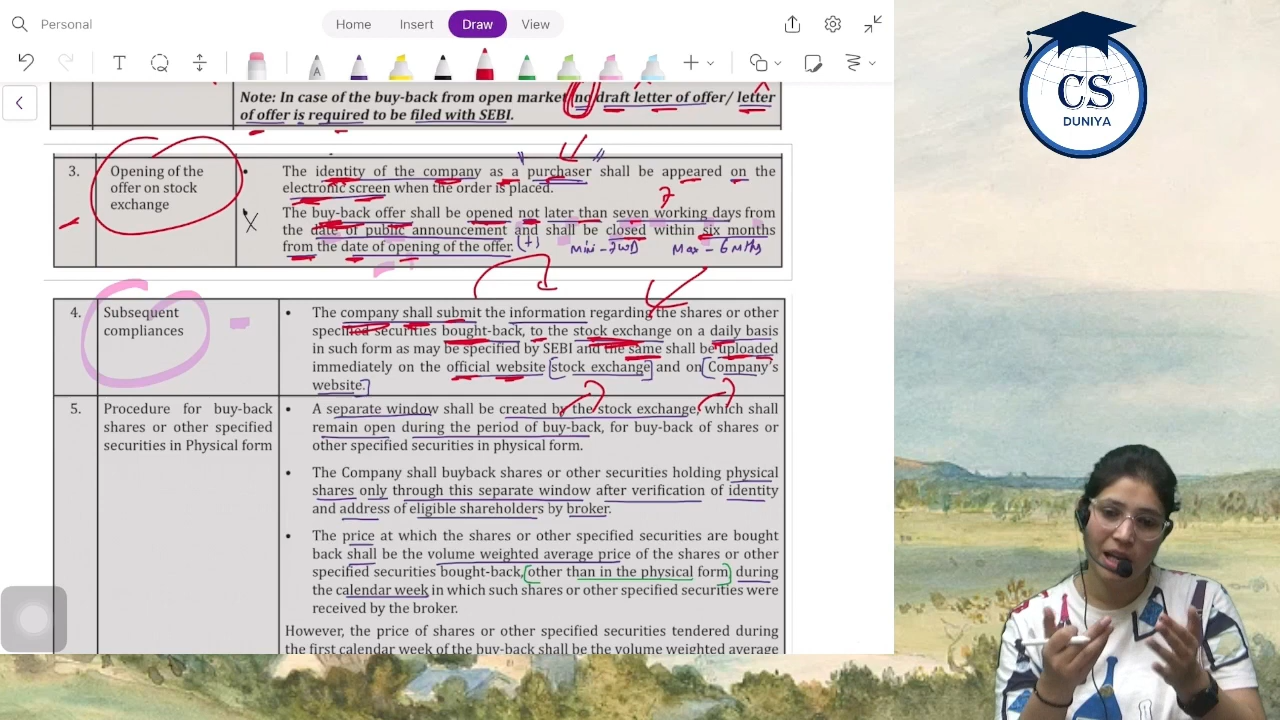 Personal
Home Insert Draw View
Note: In case of the buy-back from open market no draft letter of offer/ letter
of offer is required to be filed with SEBI.
3. Opening of the
offer on stock
exchange
• The identity of the company as a purchaser shall be appeared on the
electronic screen when the order is placed.
The buy-back offer shall be opened not later than seven working days from
the date of public announcement and shall be closed within six months
from the date of opening of the offer.
7
(+)
Mini - 7WD
Max - 6 Mths
4. Subsequent
compliances
• The company shall submit the information regarding the shares or other
specified securities bought-back, to the stock exchange on a daily basis
in such form as may be specified by SEBI and the same shall be uploaded
immediately on the official website stock exchange and on Company's
website.
5. Procedure for buy-back
shares or other specified
securities in Physical form
• A separate window shall be created by the stock exchange, which shall
remain open during the period of buy-back, for buy-back of shares or
other specified securities in physical form.
• The Company shall buyback shares or other securities holding physical
shares only through this separate window after verification of identity
and address of eligible shareholders by broker.
• The price at which the shares or other specified securities are bought
back shall be the volume weighted average price of the shares or other
specified securities bought-back, other than in the physical form, during
the calendar week in which such shares or other specified securities were
received by the broker.
However, the price of shares or other specified securities tendered during
the first calendar week of the buy-back shall be the volume weighted average
CS
DUNIYA